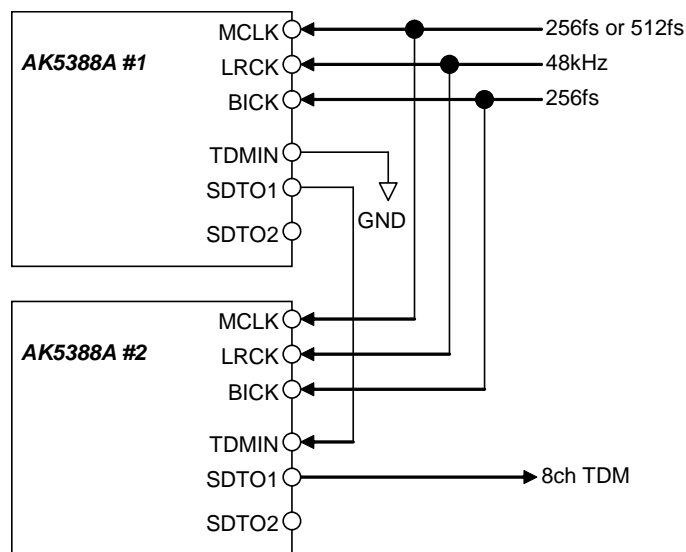 MCLK
256fs or 512fs
AK5388A #1
LRCK
48kHz
BICK
256fs
TDMIN
SDTO1
GND
SDTO2
MCLK
AK5388A #2
LRCK
BICK
TDMIN
SDTO1
8ch TDM
SDTO2